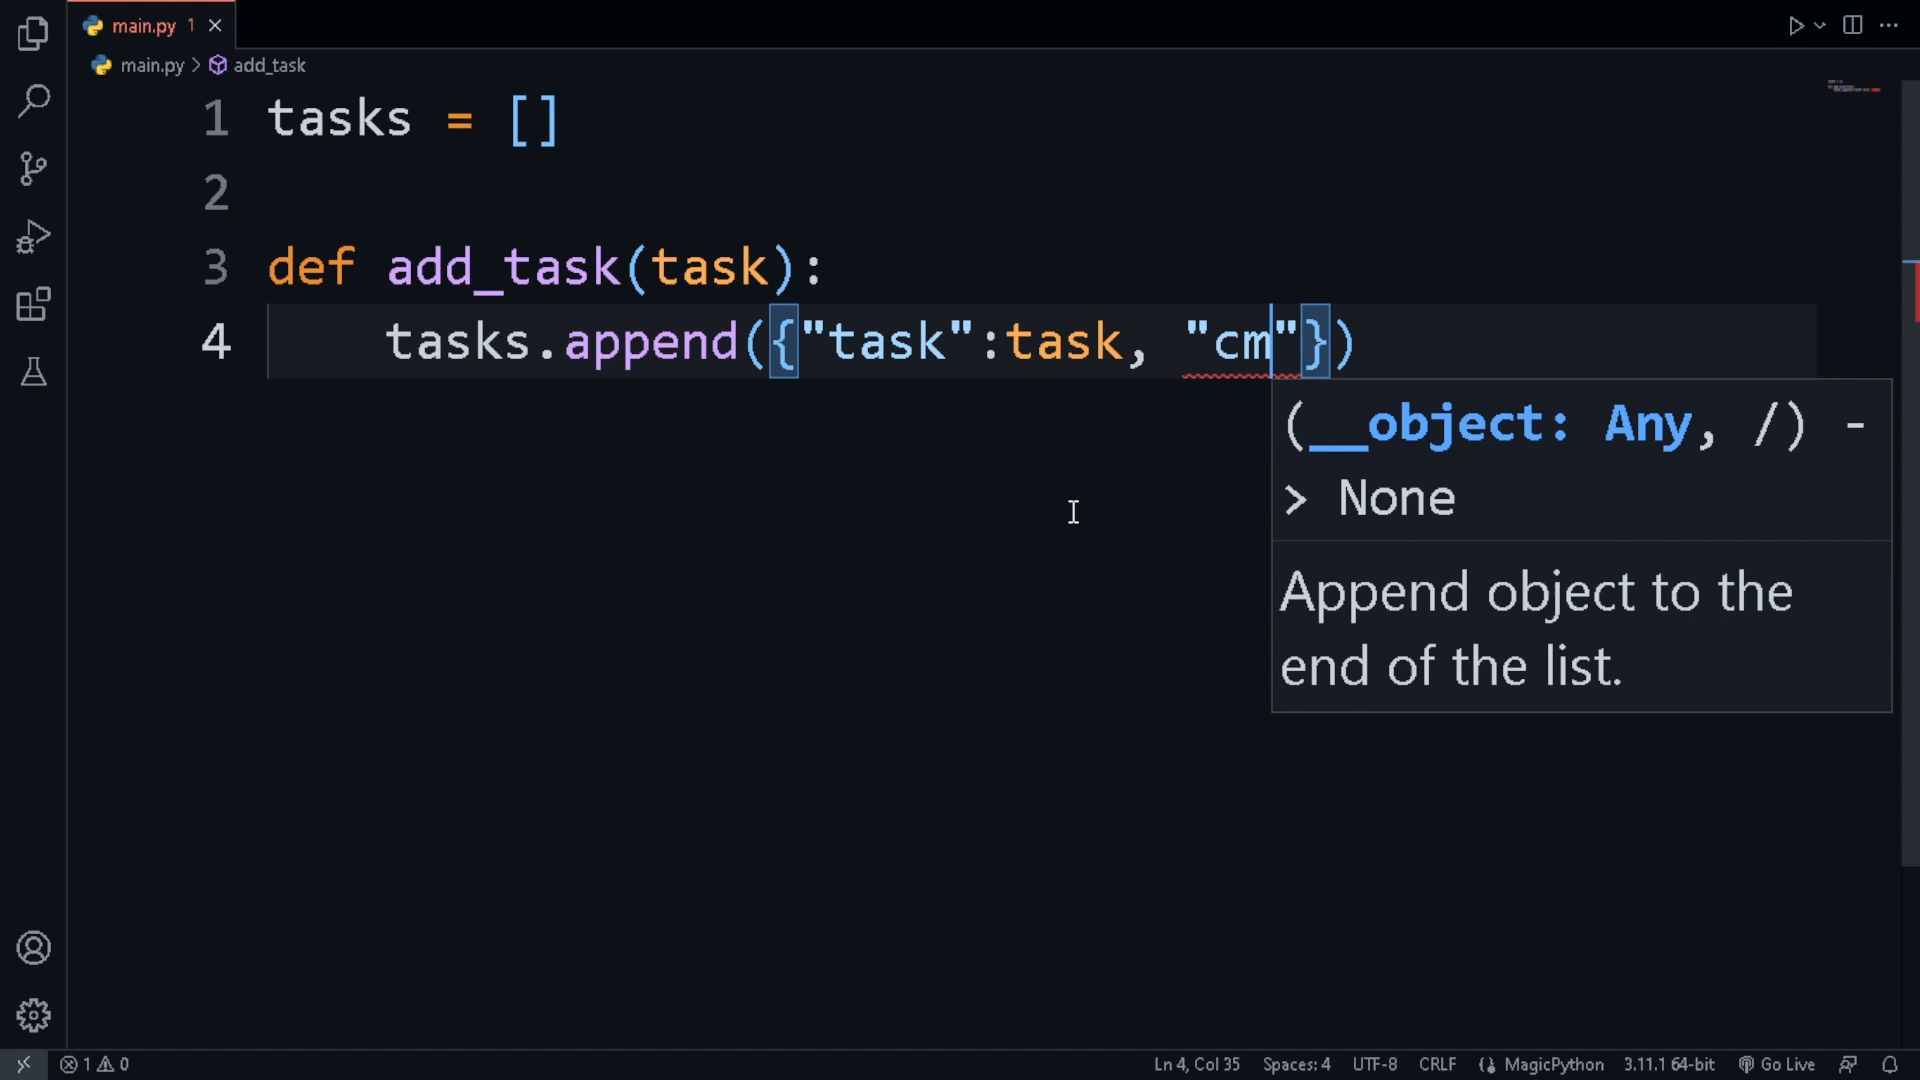 main.py 1
main.py > add_task
1 tasks = []
2
3 def add_task(task):
4     tasks.append({"task":task, "cm"})
(__object: Any, /) -
> None
Append object to the
end of the list.
1 0 Ln 4, Col 35 Spaces: 4 UTF-8 CRLF MagicPython 3.11.1 64-bit Go Live